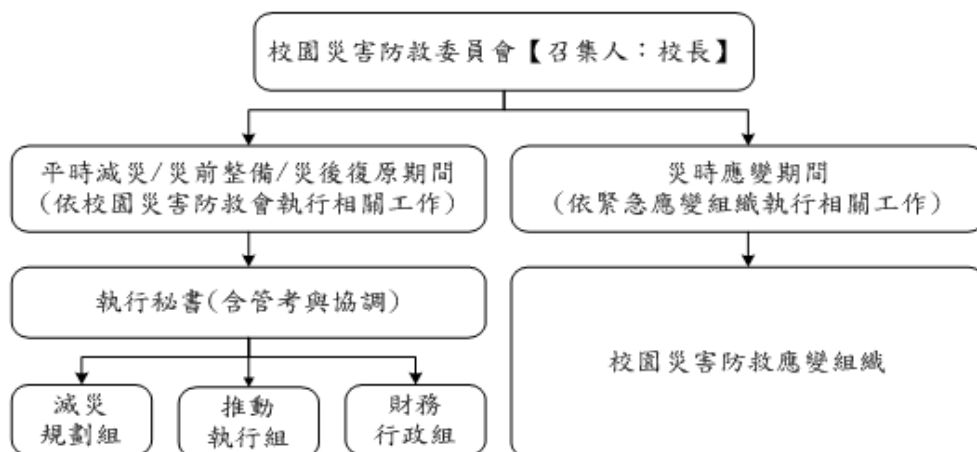 校園災害防救委員會【召集人：校長】
平時減災/災前整備/災後復原期間
(依校園災害防救會執行相關工作)
災時應變期間
(依緊急應變組織執行相關工作)
執行秘書(含管考與協調)
校園災害防救應變組織
減災
規劃組
推動
執行組
財務
行政組